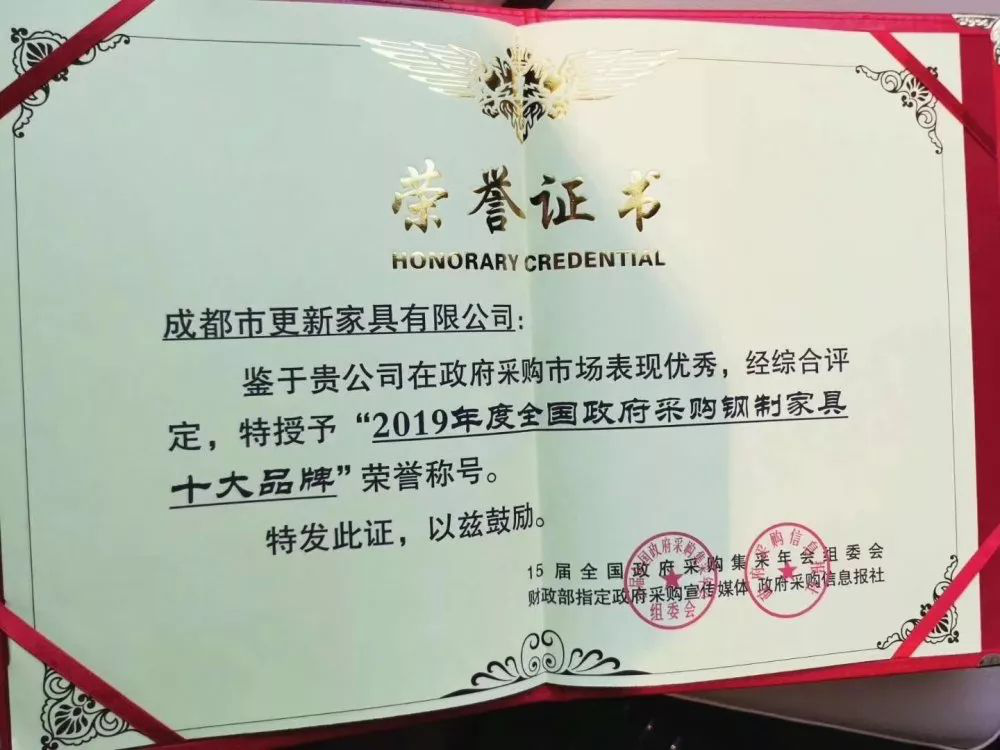 荣誉证书
HONORARY CREDENTIAL
成都市更新家具有限公司:
鉴于贵公司在政府采购市场表现优秀，经综合评
定，特授予“2019年度全国政府采购钢制家具
十大品牌”荣誉称号。
特发此证，以兹鼓励。
15届全国政府采购集采年会组委会
财政部指定政府采购宣传媒体 政府采购信息报社
组委会